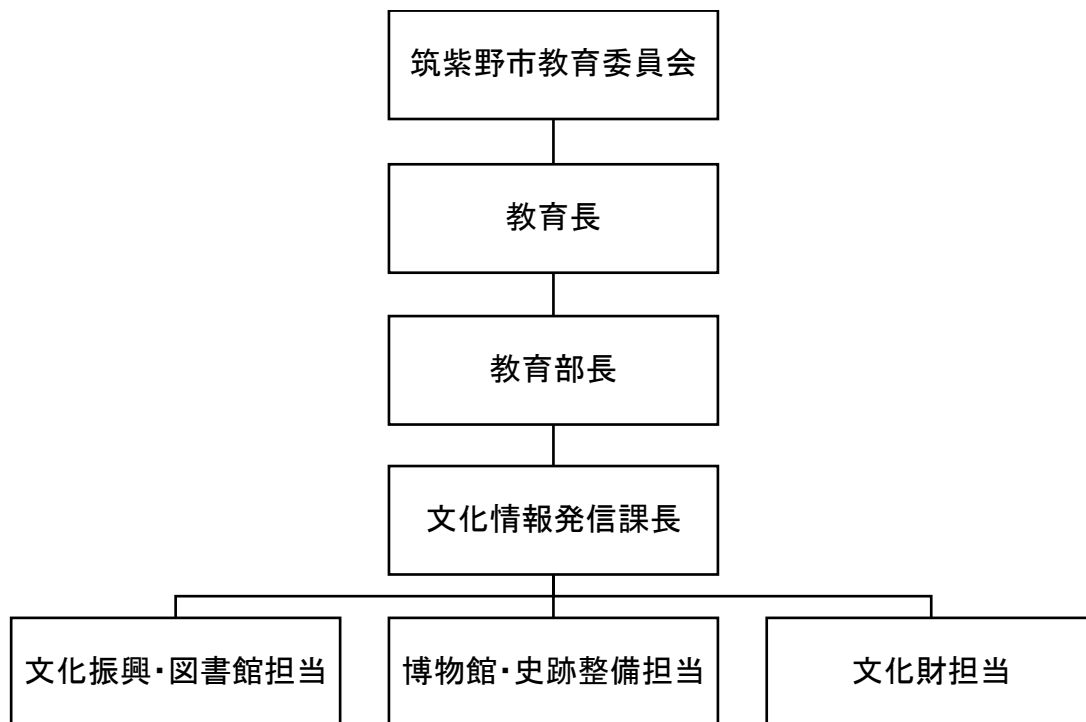 筑紫野市教育委員会
教育長
教育部長
文化情報発信課長
文化振興・図書館担当
博物館・史跡整備担当
文化財担当